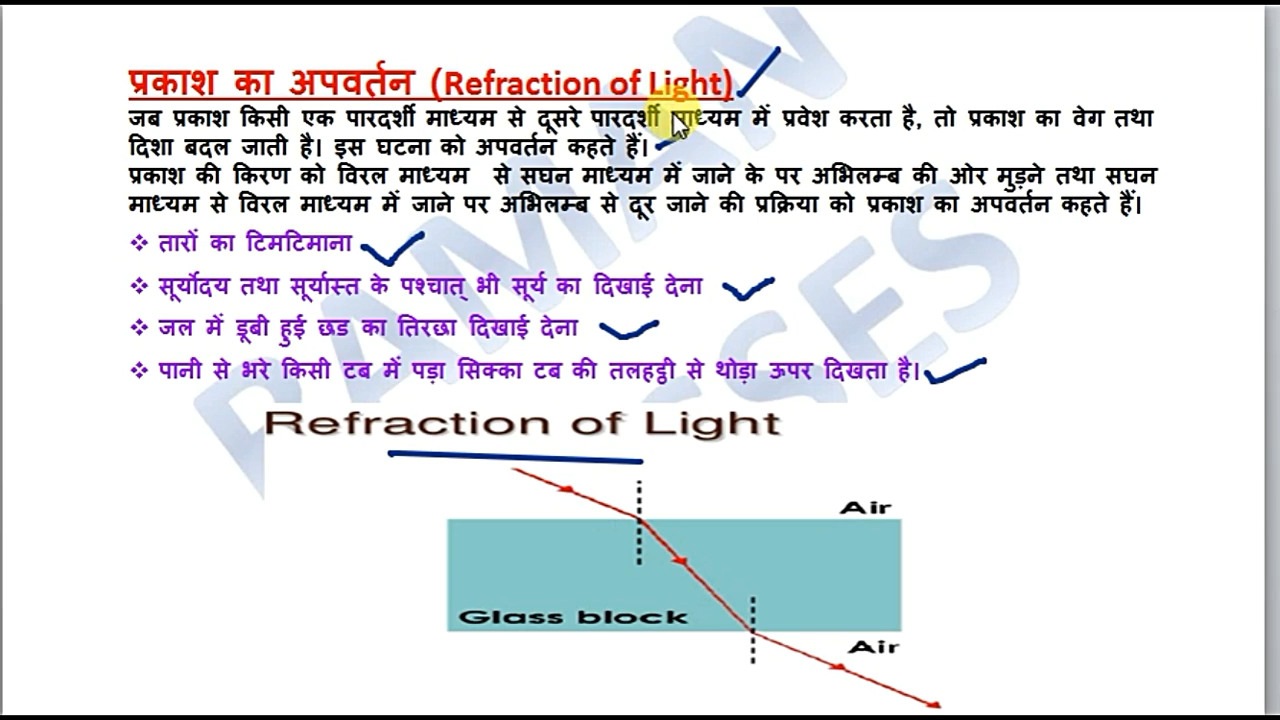 प्रकाश का अपवर्तन (Refraction of Light)
जब प्रकाश किसी एक पारदर्शी माध्यम से दूसरे पारदर्शी माध्यम में प्रवेश करता है, तो प्रकाश का वेग तथा
दिशा बदल जाती है। इस घटना को अपवर्तन कहते हैं।
प्रकाश की किरण को विरल माध्यम से सघन माध्यम में जाने के पर अभिलम्ब की ओर मुड़ने तथा सघन
माध्यम से विरल माध्यम में जाने पर अभिलम्ब से दूर जाने की प्रक्रिया को प्रकाश का अपवर्तन कहते हैं।
❖ तारों का टिमटिमाना
❖ सूर्योदय तथा सूर्यास्त के पश्चात् भी सूर्य का दिखाई देना
❖ जल में डूबी हुई छड का तिरछा दिखाई देना
❖ पानी से भरे किसी टब में पड़ा सिक्का टब की तलहट्टी से थोड़ा ऊपर दिखता है।
Refraction of Light
Air
Glass block
Air